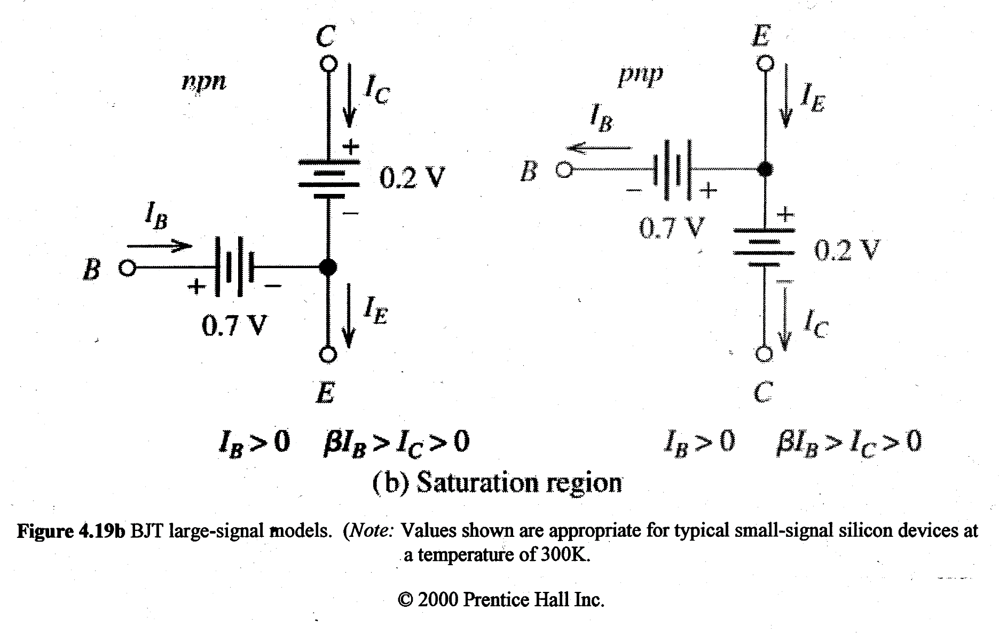 C
npn
I_C
+
0.2 V
−
I_B
B
+ −
0.7 V
I_E
E
E
pnp
I_E
I_B
B
− +
0.7 V
+
0.2 V
−
I_C
C
I_B > 0 βI_B > I_C > 0
I_B > 0 βI_B > I_C > 0
(b) Saturation region
Figure 4.19b BJT large-signal models. (Note: Values shown are appropriate for typical small-signal silicon devices at
a temperature of 300K.
© 2000 Prentice Hall Inc.